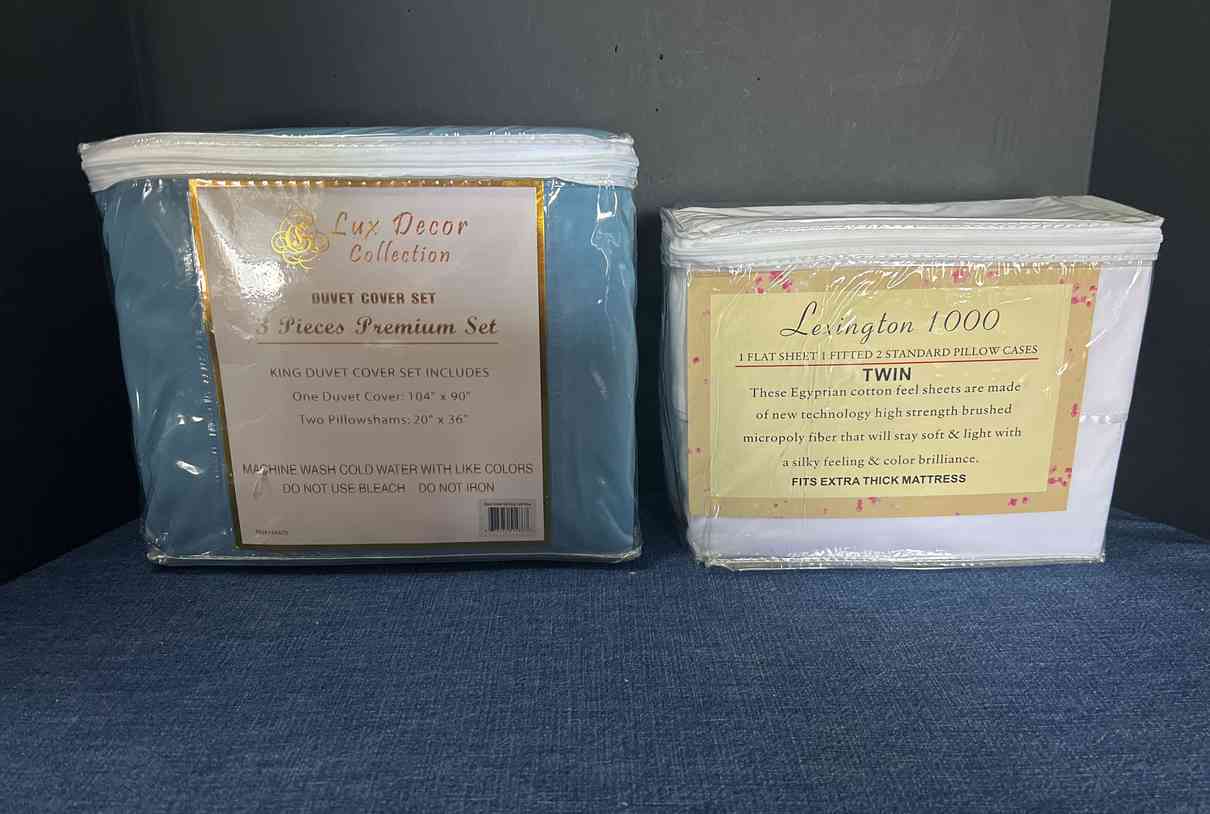 Lux Decor
Collection
DUVET COVER SET
3 Pieces Premium Set
KING DUVET COVER SET INCLUDES
One Duvet Cover: 104" x 90"
Two Pillowshams: 20" x 36"
MACHINE WASH COLD WATER WITH LIKE COLORS
DO NOT USE BLEACH DO NOT IRON
Lexington 1000
1 FLAT SHEET 1 FITTED 2 STANDARD PILLOW CASES
TWIN
These Egyptian cotton feel sheets are made
of new technology high strength brushed
micropoly fiber that will stay soft & light with
a silky feeling & color brilliance.
FITS EXTRA THICK MATTRESS